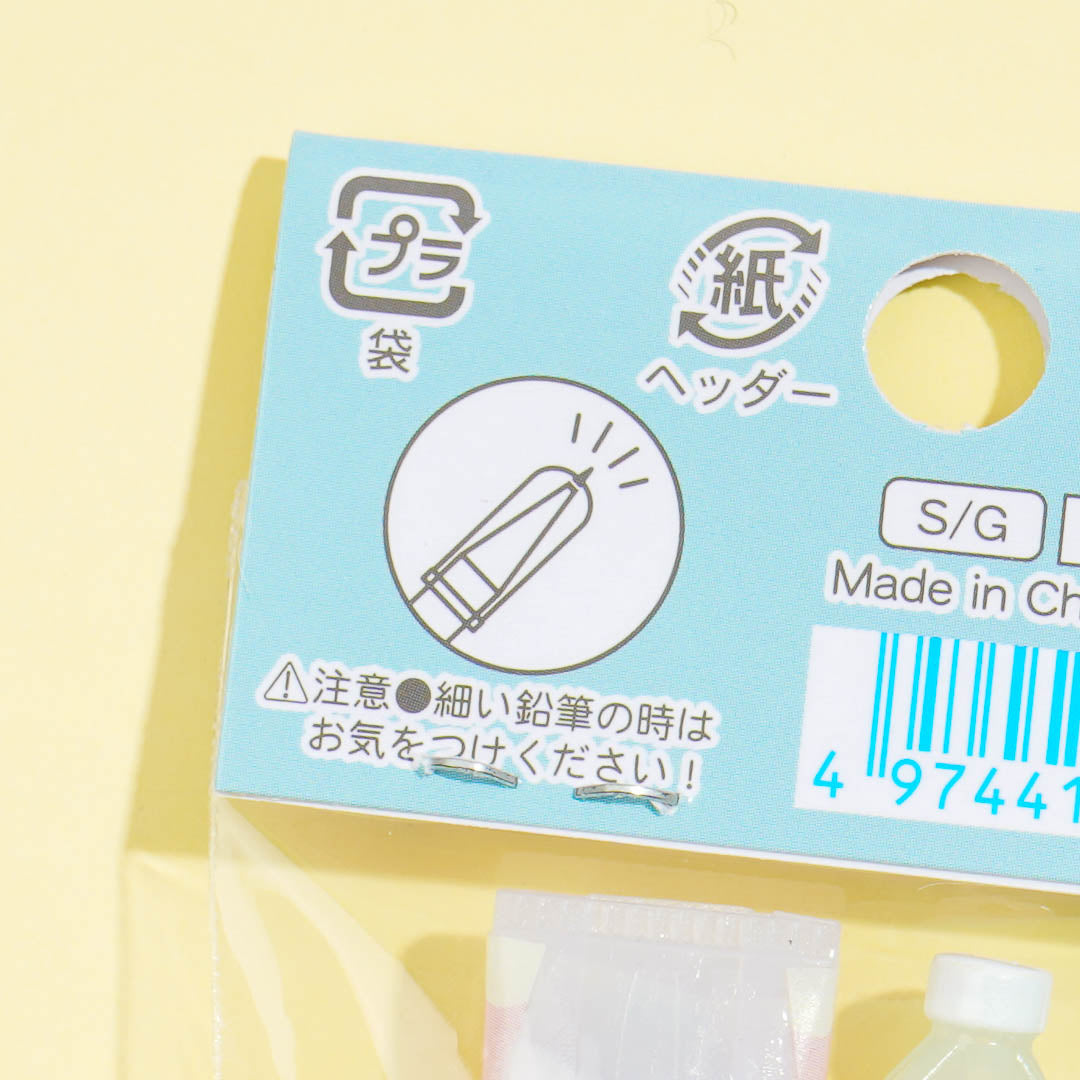 プラ
袋
紙
ヘッダー
S/G
Made in Ch
⚠注意●細い鉛筆の時は
お気をつけください！
4 97441